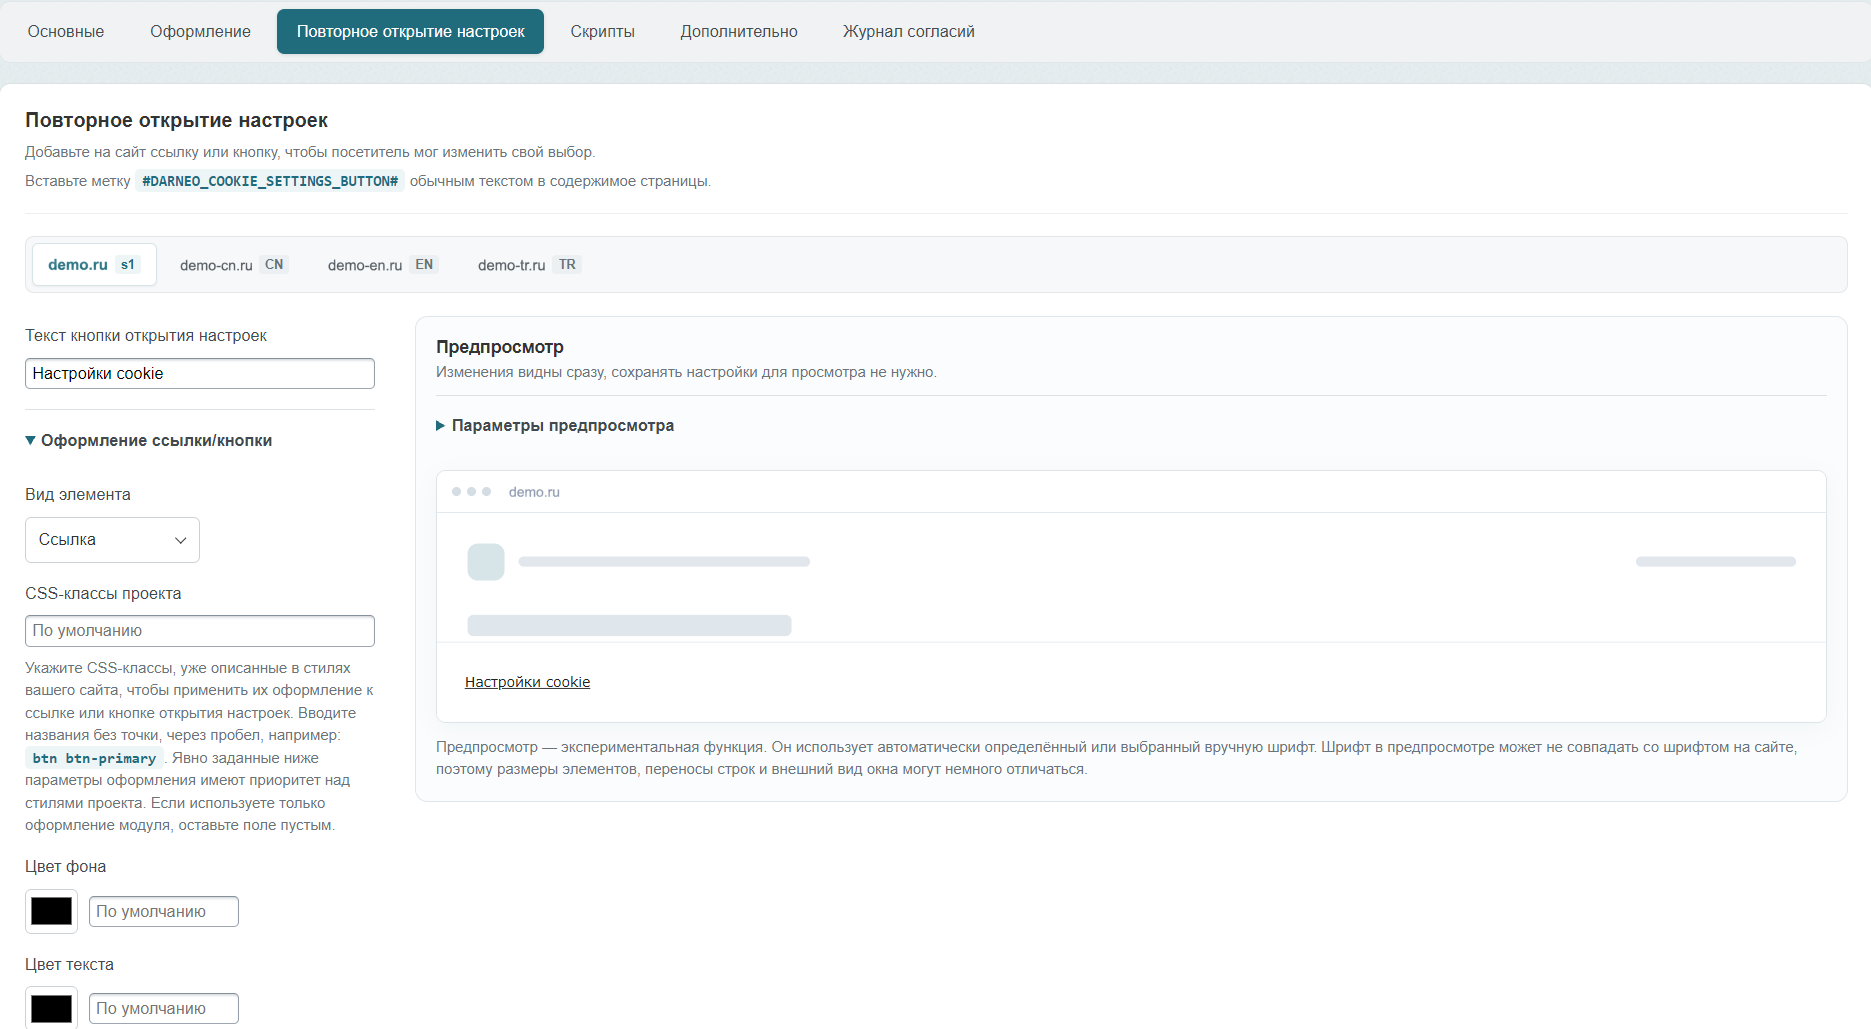 Основные Оформление Повторное открытие настроек Скрипты Дополнительно Журнал согласий
Повторное открытие настроек
Добавьте на сайт ссылку или кнопку, чтобы посетитель мог изменить свой выбор.
Вставьте метку #DARNEO_COOKIE_SETTINGS_BUTTON# обычным текстом в содержимое страницы.
demo.ru s1 demo-cn.ru CN demo-en.ru EN demo-tr.ru TR
Текст кнопки открытия настроек
Настройки cookie
Оформление ссылки/кнопки
Вид элемента
Ссылка
CSS-классы проекта
По умолчанию
Укажите CSS-классы, уже описанные в стилях
вашего сайта, чтобы применить их оформление к
ссылке или кнопке открытия настроек. Вводите
названия без точки, через пробел, например:
btn btn-primary. Явно заданные ниже
параметры оформления имеют приоритет над
стилями проекта. Если используете только
оформление модуля, оставьте поле пустым.
Цвет фона
По умолчанию
Цвет текста
По умолчанию
Предпросмотр
Изменения видны сразу, сохранять настройки для просмотра не нужно.
Параметры предпросмотра
demo.ru
Настройки cookie
Предпросмотр — экспериментальная функция. Он использует автоматически определённый или выбранный вручную шрифт. Шрифт в предпросмотре может не совпадать со шрифтом на сайте,
поэтому размеры элементов, переносы строк и внешний вид окна могут немного отличаться.